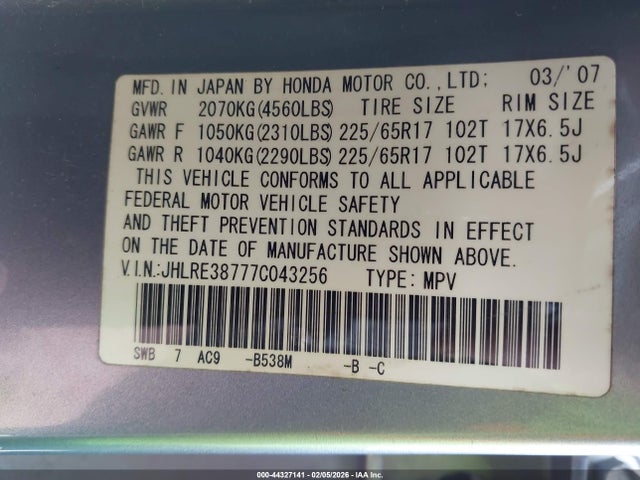 MFD. IN JAPAN BY HONDA MOTOR CO., LTD; 03/'07
GVWR 2070KG(4560LBS) TIRE SIZE RIM SIZE
GAWR F 1050KG(2310LBS) 225/65R17 102T 17X6.5J
GAWR R 1040KG(2290LBS) 225/65R17 102T 17X6.5J
THIS VEHICLE CONFORMS TO ALL APPLICABLE
FEDERAL MOTOR VEHICLE SAFETY
AND THEFT PREVENTION STANDARDS IN EFFECT
ON THE DATE OF MANUFACTURE SHOWN ABOVE.
V.I.N.:JHLRE38777C043256 TYPE: MPV
SWB 7 AC9 -B538M -B -C
000-44327141 - 02/05/2026 - IAA Inc.